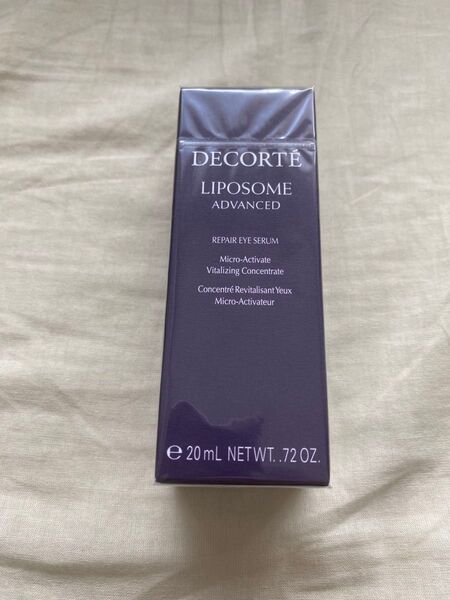 DECORTÉ
LIPOSOME
ADVANCED
REPAIR EYE SERUM
Micro-Activate
Vitalizing Concentrate
Concentré Revitalisant Yeux
Micro-Activateur
℮ 20 mL NET WT. .72 OZ.